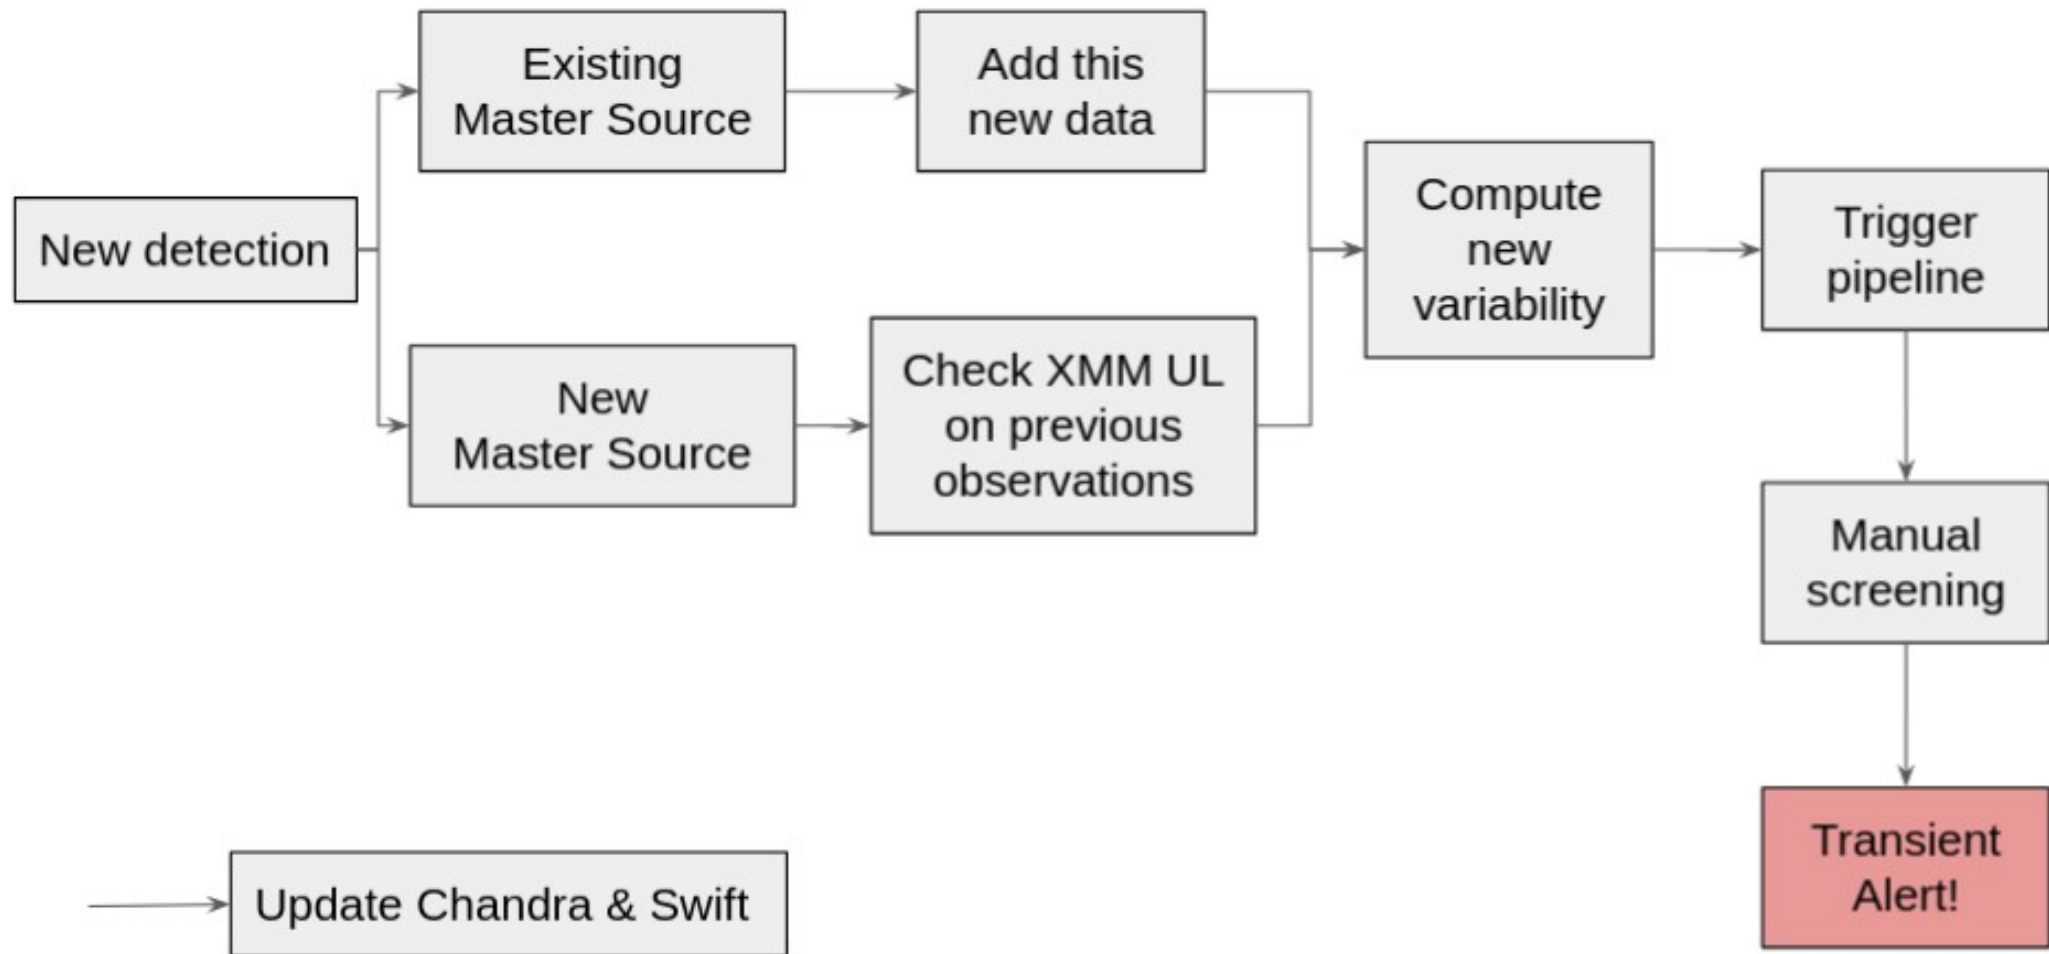 New detection
Existing
Master Source
Add this
new data
New
Master Source
Check XMM UL
on previous
observations
Compute
new
variability
Trigger
pipeline
Manual
screening
Transient
Alert!
Update Chandra & Swift